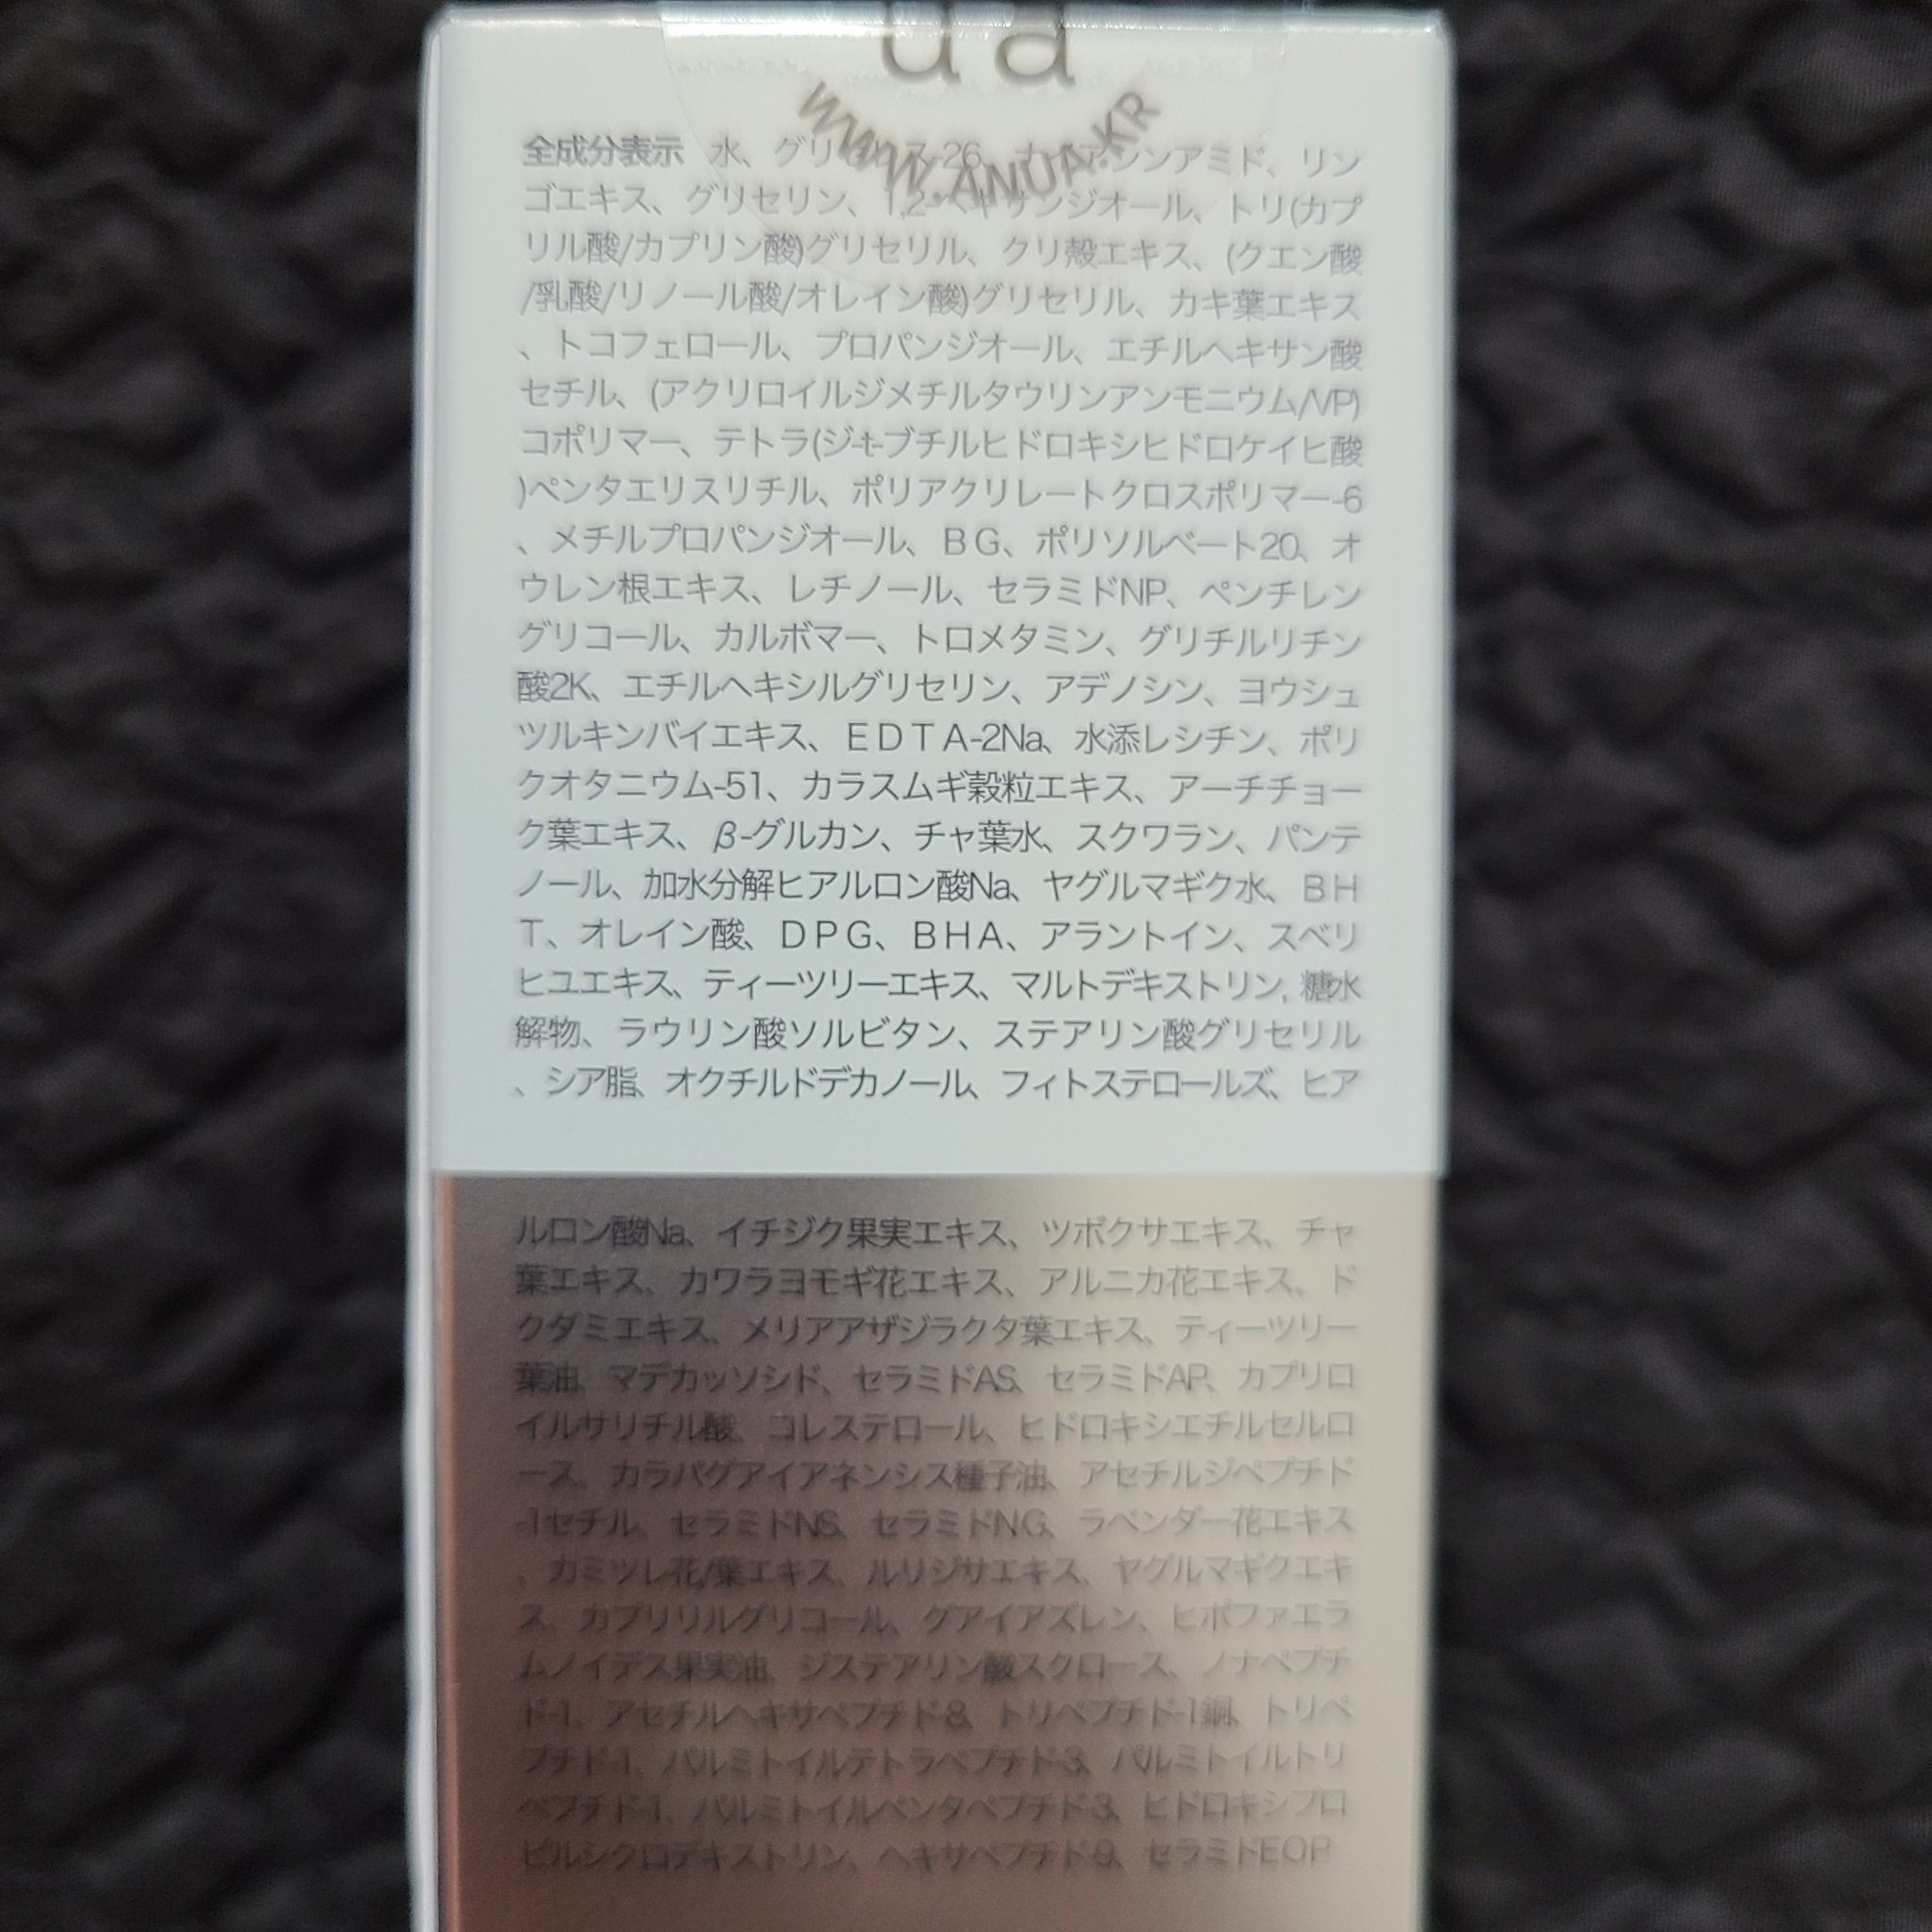 ua
WWW.ANUA.KR
全成分表示 水、グリセレス-26、ナイアシンアミド、リン
ゴエキス、グリセリン、1,2-ヘキサンジオール、トリ(カプ
リル酸/カプリン酸)グリセリル、クリ殻エキス、(クエン酸
/乳酸/リノール酸/オレイン酸)グリセリル、カキ葉エキス
、トコフェロール、プロパンジオール、エチルヘキサン酸
セチル、(アクリロイルジメチルタウリンアンモニウム/VP)
コポリマー、テトラ(ジ-t-ブチルヒドロキシヒドロケイヒ酸
)ペンタエリスリチル、ポリアクリレートクロスポリマー-6
、メチルプロパンジオール、BG、ポリソルベート20、オ
ウレン根エキス、レチノール、セラミドNP、ペンチレン
グリコール、カルボマー、トロメタミン、グリチルリチン
酸2K、エチルヘキシルグリセリン、アデノシン、ヨウシュ
ツルキンバイエキス、EDTA-2Na、水添レシチン、ポリ
クオタニウム-51、カラスムギ穀粒エキス、アーチチョー
ク葉エキス、β-グルカン、チャ葉水、スクワラン、パンテ
ノール、加水分解ヒアルロン酸Na、ヤグルマギク水、BH
T、オレイン酸、DPG、BHA、アラントイン、スベリ
ヒユエキス、ティーツリーエキス、マルトデキストリン, 糖水
解物、ラウリン酸ソルビタン、ステアリン酸グリセリル
、シア脂、オクチルドデカノール、フィトステロールズ、ヒア
ルロン酸Na、イチジク果実エキス、ツボクサエキス、チャ
葉エキス、カワラヨモギ花エキス、アルニカ花エキス、ド
クダミエキス、メリアアザジラクタ葉エキス、ティーツリー
葉油、マデカッソシド、セラミドAS、セラミドAP、カプリロ
イルサリチル酸、コレステロール、ヒドロキシエチルセルロ
ース、カラパグアイアネンシス種子油、アセチルジペプチド
-1セチル、セラミドNS、セラミドNG、ラベンダー花エキス
、カミツレ花/葉エキス、ルリジサエキス、ヤグルマギクエキ
ス、カプリリルグリコール、グアイアズレン、ヒポファエラ
ムノイデス果実油、ジステアリン酸スクロース、ノナペプチ
ド-1、アセチルヘキサペプチド-8、トリペプチド-1銅、トリペ
プチド-1、パルミトイルテトラペプチド-3、パルミトイルトリ
ペプチド-1、パルミトイルペンタペプチド-3、ヒドロキシプロ
ピルシクロデキストリン、ヘキサペプチド-9、セラミドEOP